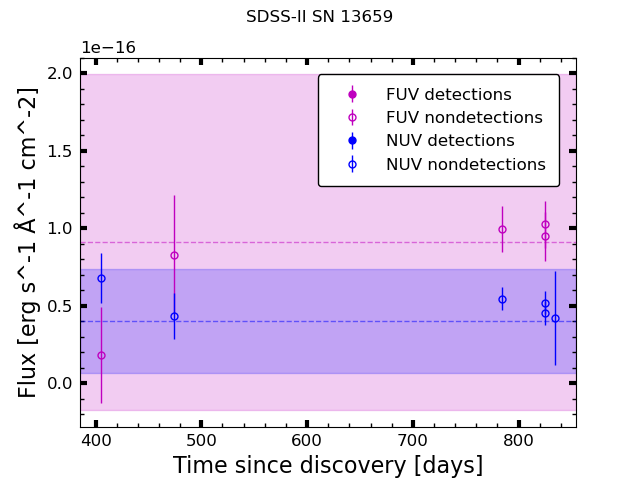 SDSS-II SN 13659
1e−16
2.0
1.5
1.0
0.5
0.0
Flux [erg s^-1 Å^-1 cm^-2]
FUV detections
FUV nondetections
NUV detections
NUV nondetections
400 500 600 700 800
Time since discovery [days]